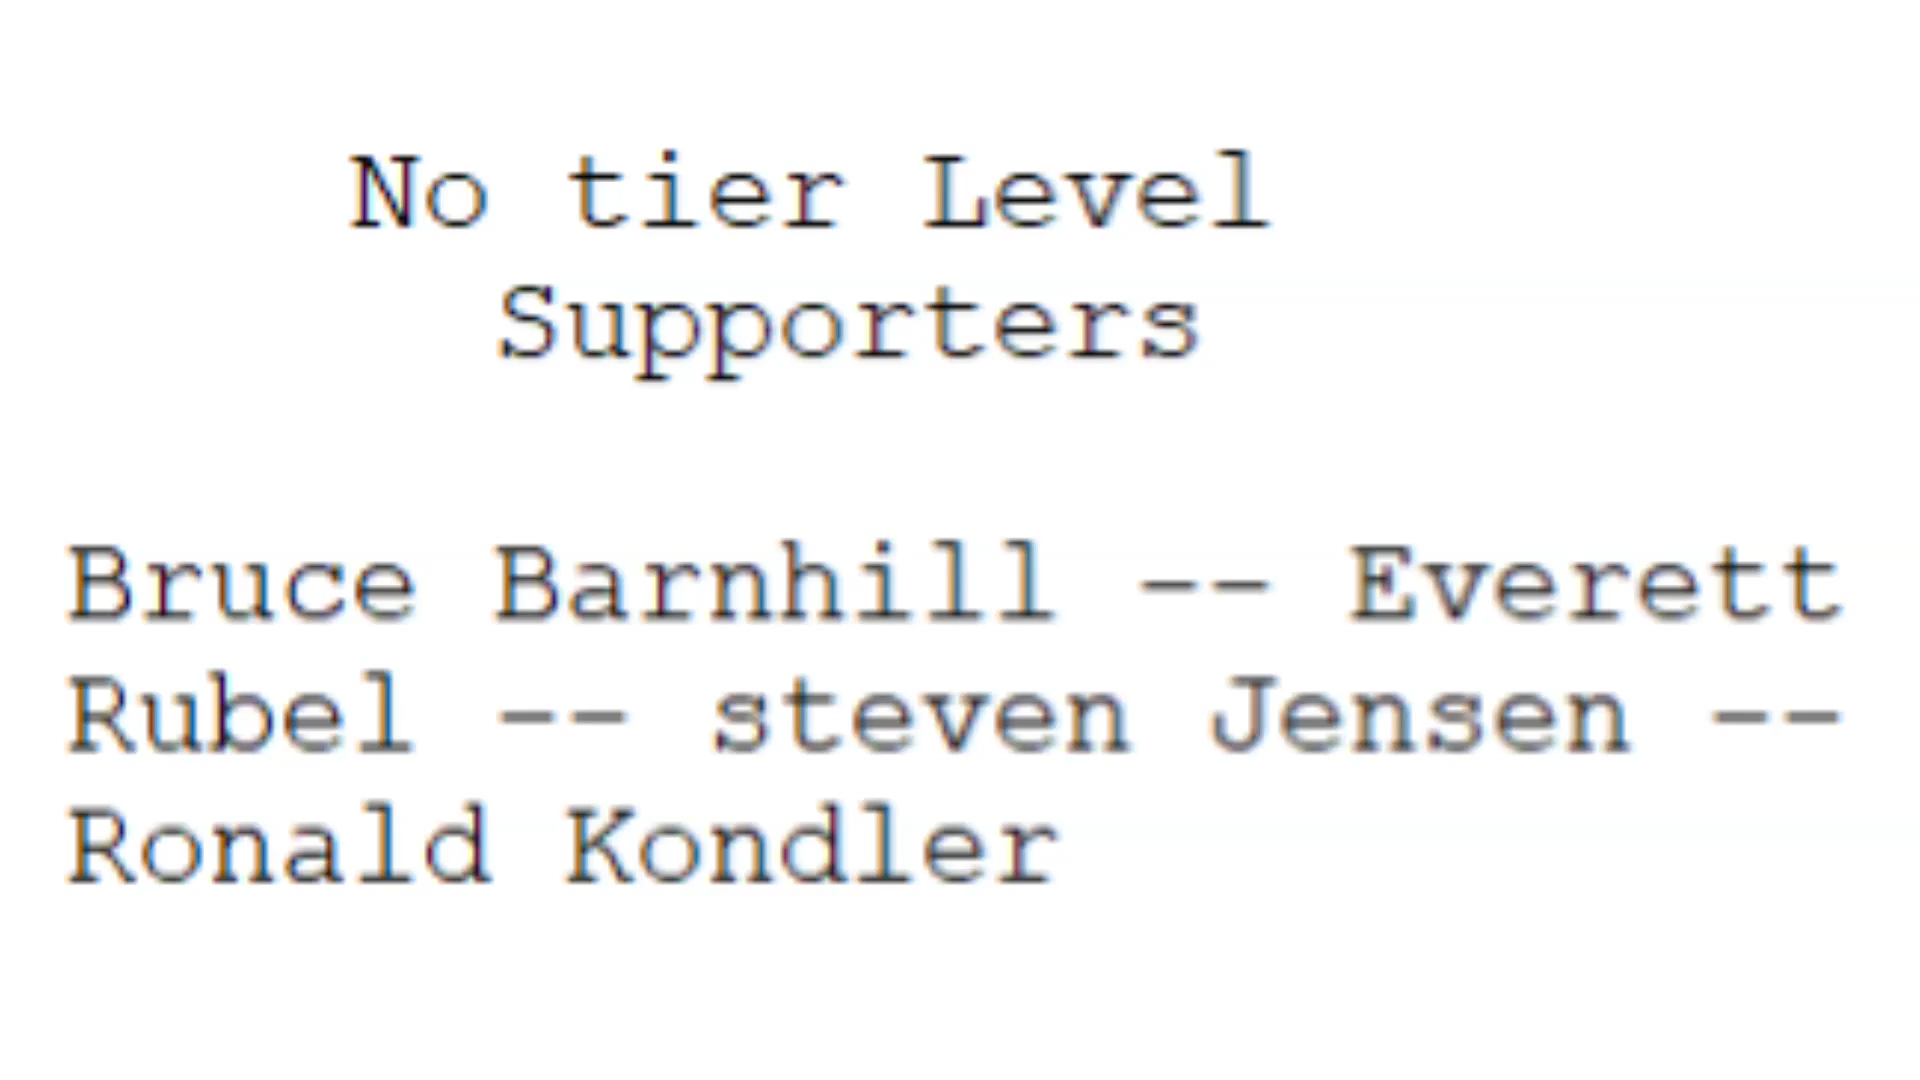 No tier Level
Supporters
Bruce Barnhill -- Everett
Rubel -- steven Jensen --
Ronald Kondler